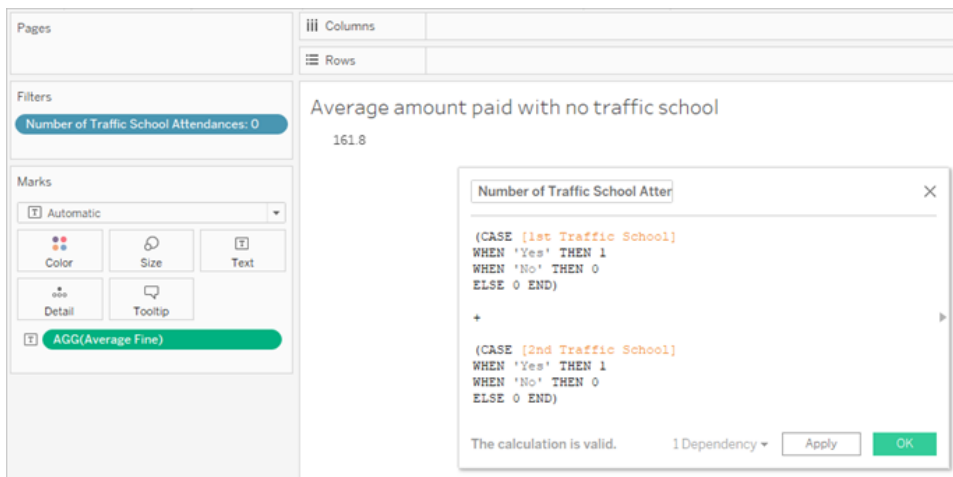 Pages
Columns
Rows
Filters
Number of Traffic School Attendances: 0
Average amount paid with no traffic school
161.8
Marks
Automatic
Color
Size
Text
Detail
Tooltip
AGG(Average Fine)
Number of Traffic School Atter
(CASE [1st Traffic School]
WHEN 'Yes' THEN 1
WHEN 'No' THEN 0
ELSE 0 END)
+
(CASE [2nd Traffic School]
WHEN 'Yes' THEN 1
WHEN 'No' THEN 0
ELSE 0 END)
The calculation is valid.
1 Dependency
Apply
OK